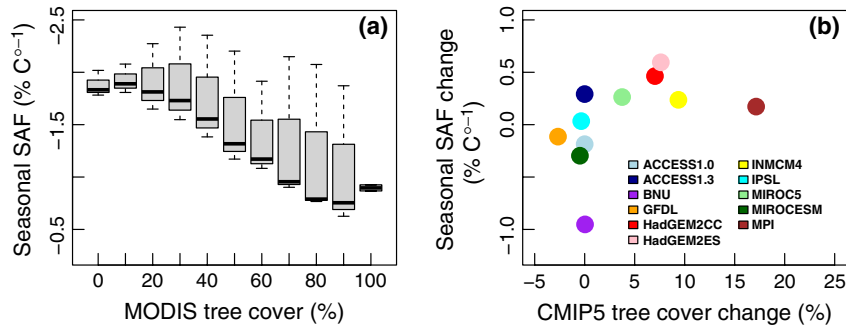 (a)
Seasonal SAF (% C°⁻¹)
-2.5
-1.5
-0.5
0 20 40 60 80 100
MODIS tree cover (%)
(b)
Seasonal SAF change
(% C°⁻¹)
1.0
0.5
0.0
-1.0
ACCESS1.0
ACCESS1.3
BNU
GFDL
HadGEM2CC
HadGEM2ES
INMCM4
IPSL
MIROC5
MIROCESM
MPI
-5 0 5 10 15 20 25
CMIP5 tree cover change (%)